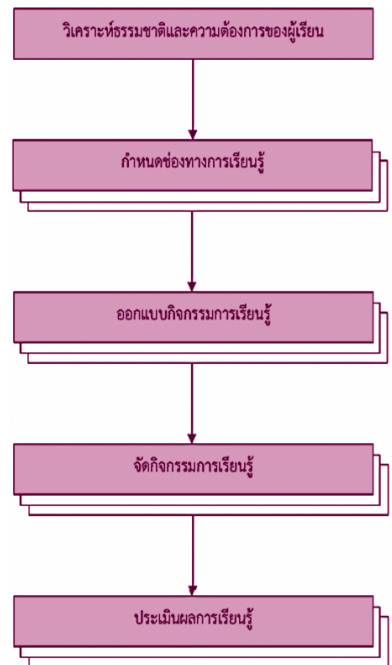 วิเคราะห์ธรรมชาติและความต้องการของผู้เรียน
กำหนดช่องทางการเรียนรู้
ออกแบบกิจกรรมการเรียนรู้
จัดกิจกรรมการเรียนรู้
ประเมินผลการเรียนรู้